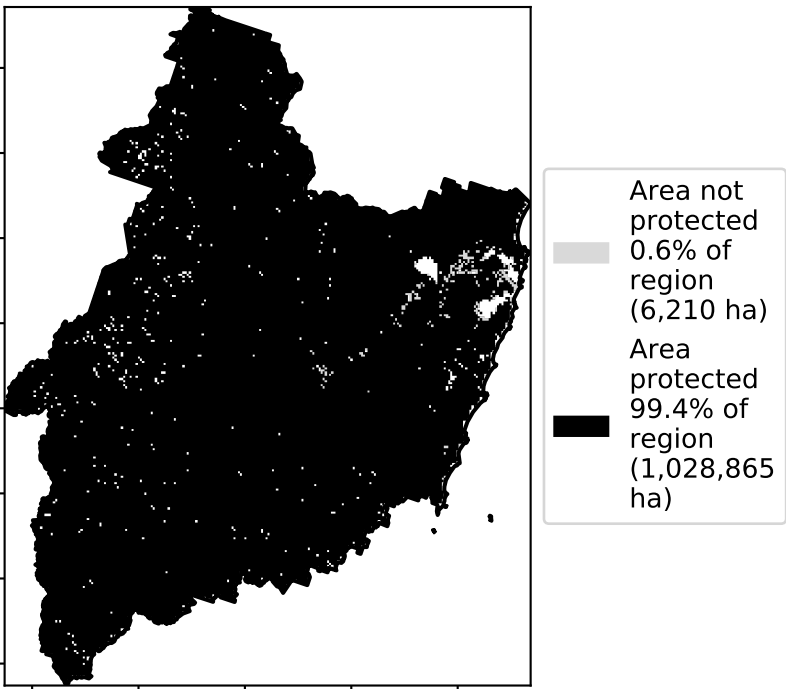 Area not
protected
0.6% of
region
(6,210 ha)
Area
protected
99.4% of
region
(1,028,865
ha)